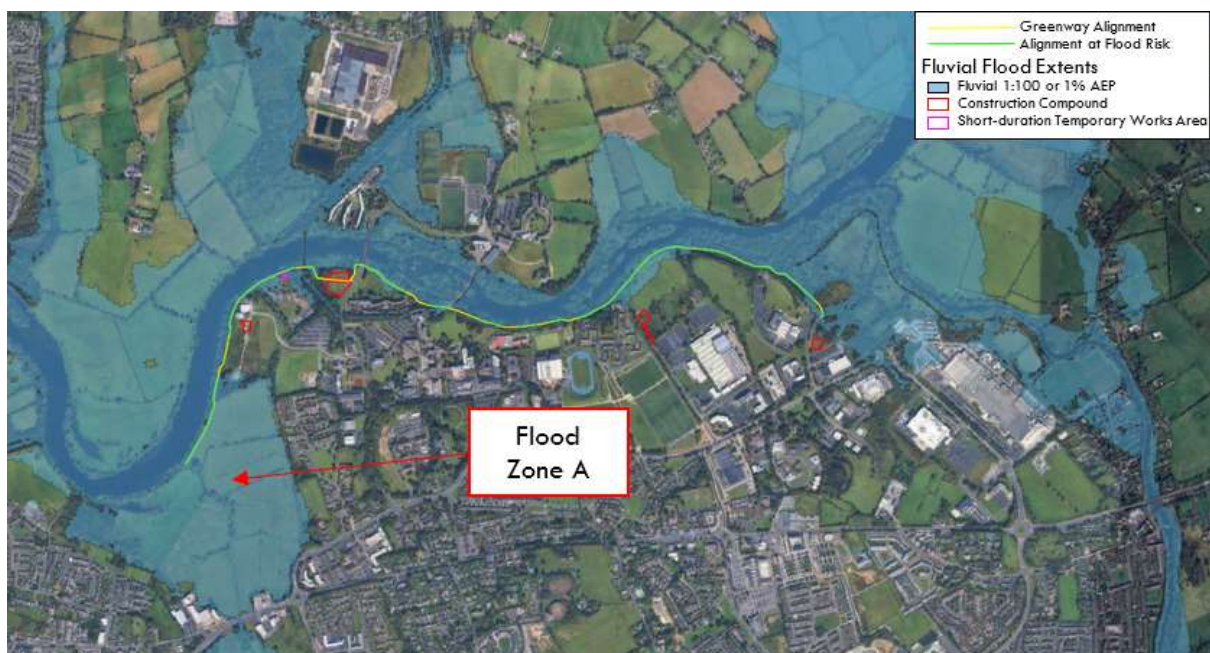 Greenway Alignment
Alignment at Flood Risk
Fluvial Flood Extents
Fluvial 1:100 or 1% AEP
Construction Compound
Short-duration Temporary Works Area
Flood
Zone A